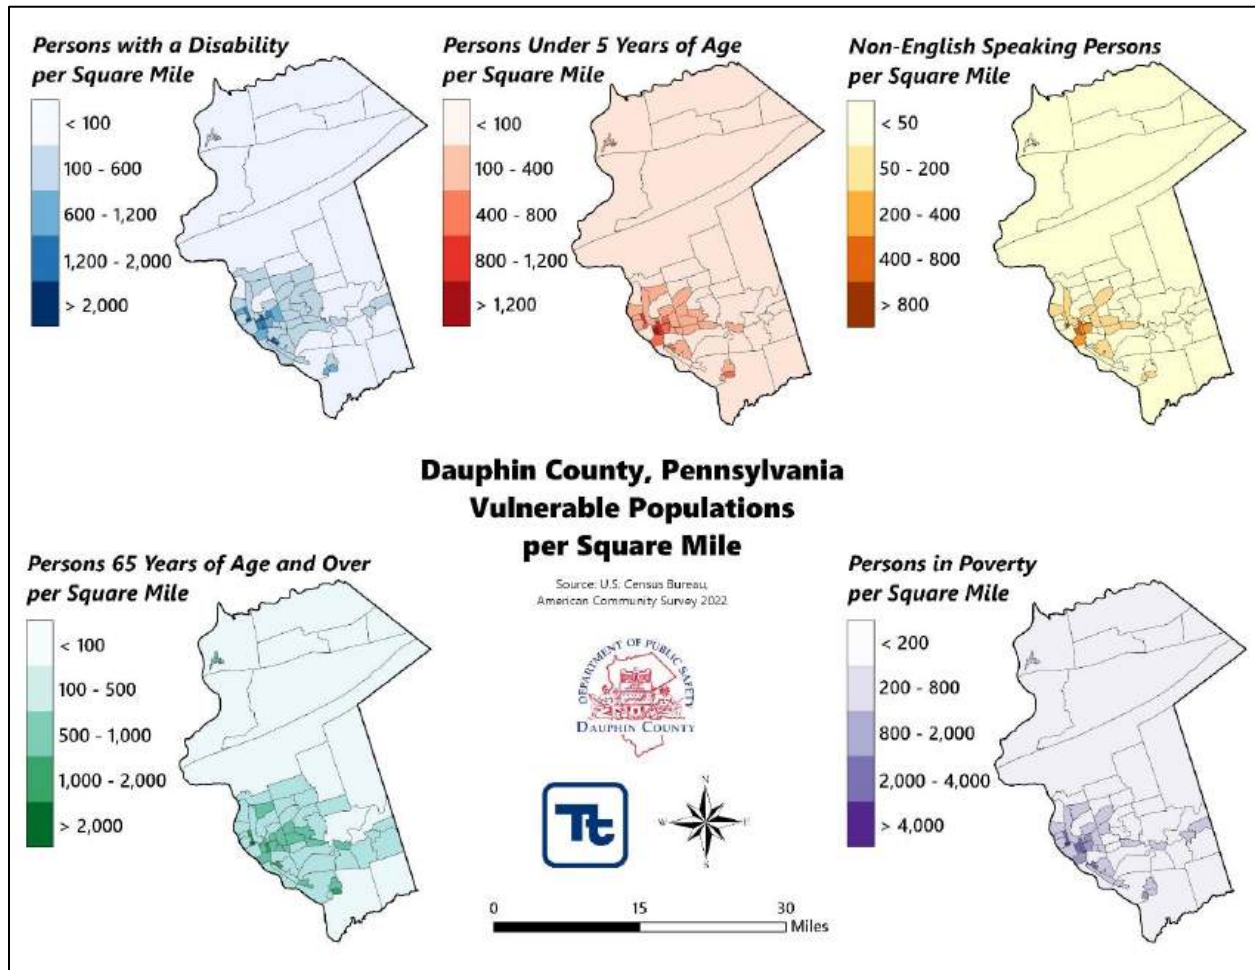 Persons with a Disability
per Square Mile
< 100
100 - 600
600 - 1,200
1,200 - 2,000
> 2,000
Persons Under 5 Years of Age
per Square Mile
< 100
100 - 400
400 - 800
800 - 1,200
> 1,200
Non-English Speaking Persons
per Square Mile
< 50
50 - 200
200 - 400
400 - 800
> 800
Dauphin County, Pennsylvania
Vulnerable Populations
per Square Mile
Source: U.S. Census Bureau,
American Community Survey 2022
Persons 65 Years of Age and Over
per Square Mile
< 100
100 - 500
500 - 1,000
1,000 - 2,000
> 2,000
DEPARTMENT OF PUBLIC SAFETY
DAUPHIN COUNTY
Tt
N
W E
S
0 15 30
Miles
Persons in Poverty
per Square Mile
< 200
200 - 800
800 - 2,000
2,000 - 4,000
> 4,000